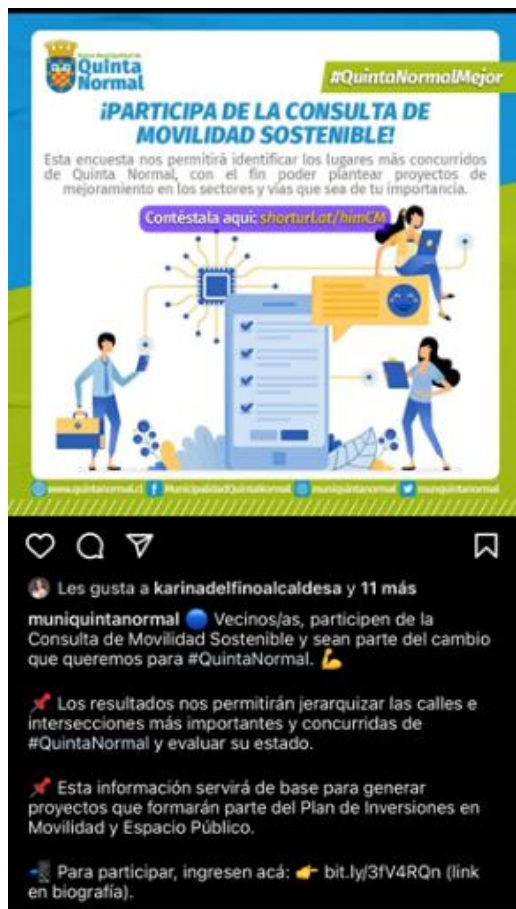 Ilustre Municipalidad de
Quinta
Normal
#QuintaNormalMejor
¡PARTICIPA DE LA CONSULTA DE
MOVILIDAD SOSTENIBLE!
Esta encuesta nos permitirá identificar los lugares más concurridos
de Quinta Normal, con el fin poder plantear proyectos de
mejoramiento en los sectores y vías que sea de tu importancia.
Contéstala aquí: shorturl.at/himCM
www.quintanormal.cl MunicipalidadQuintaNormal muniquintanormal muniquintanormal
Les gusta a karinadelfinoalcaldesa y 11 más
muniquintanormal 🔵 Vecinos/as, participen de la
Consulta de Movilidad Sostenible y sean parte del cambio
que queremos para #QuintaNormal. 💪
📌 Los resultados nos permitirán jerarquizar las calles e
intersecciones más importantes y concurridas de
#QuintaNormal y evaluar su estado.
📌 Esta información servirá de base para generar
proyectos que formarán parte del Plan de Inversiones en
Movilidad y Espacio Público.
📲 Para participar, ingresen acá: 👉 bit.ly/3fV4RQn (link
en biografía).